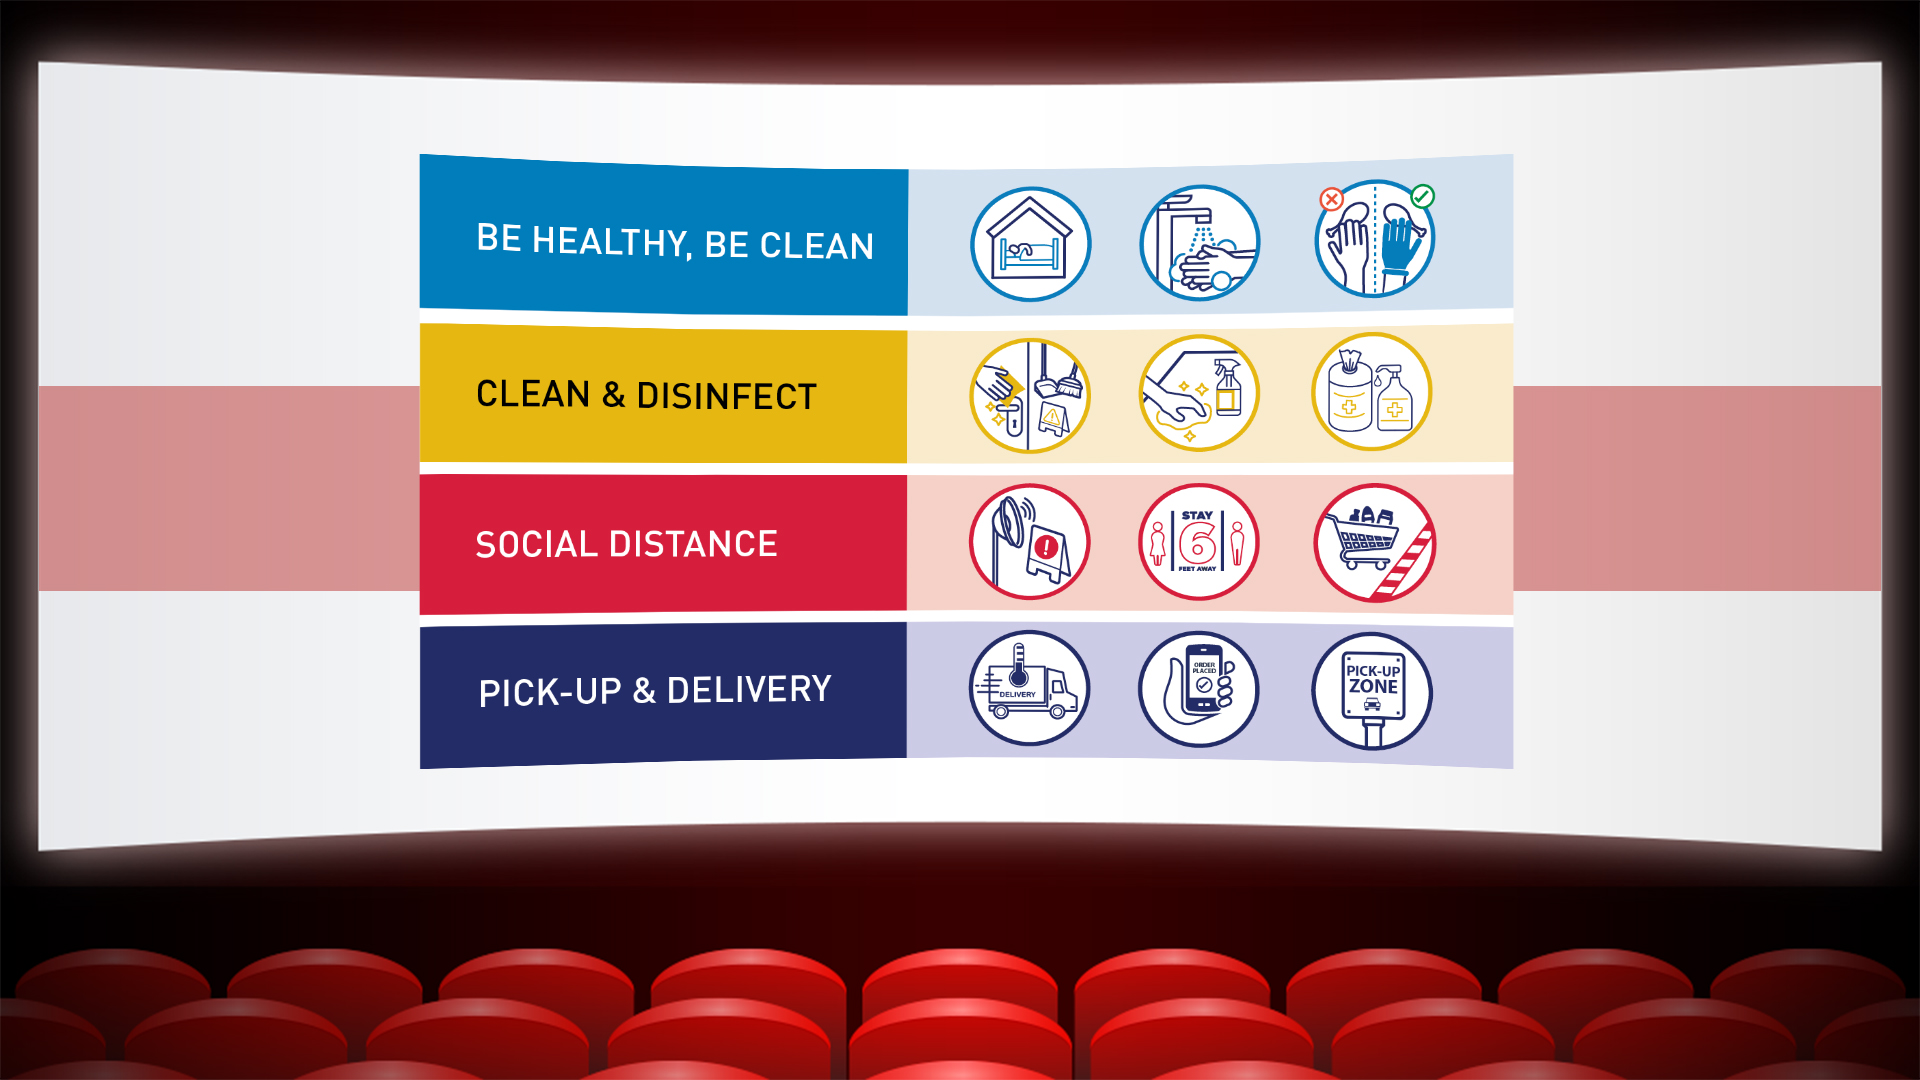 BE HEALTHY, BE CLEAN
CLEAN & DISINFECT
SOCIAL DISTANCE
STAY
6
FEET AWAY
PICK-UP & DELIVERY
DELIVERY
ORDER
PLACED
PICK-UP
ZONE